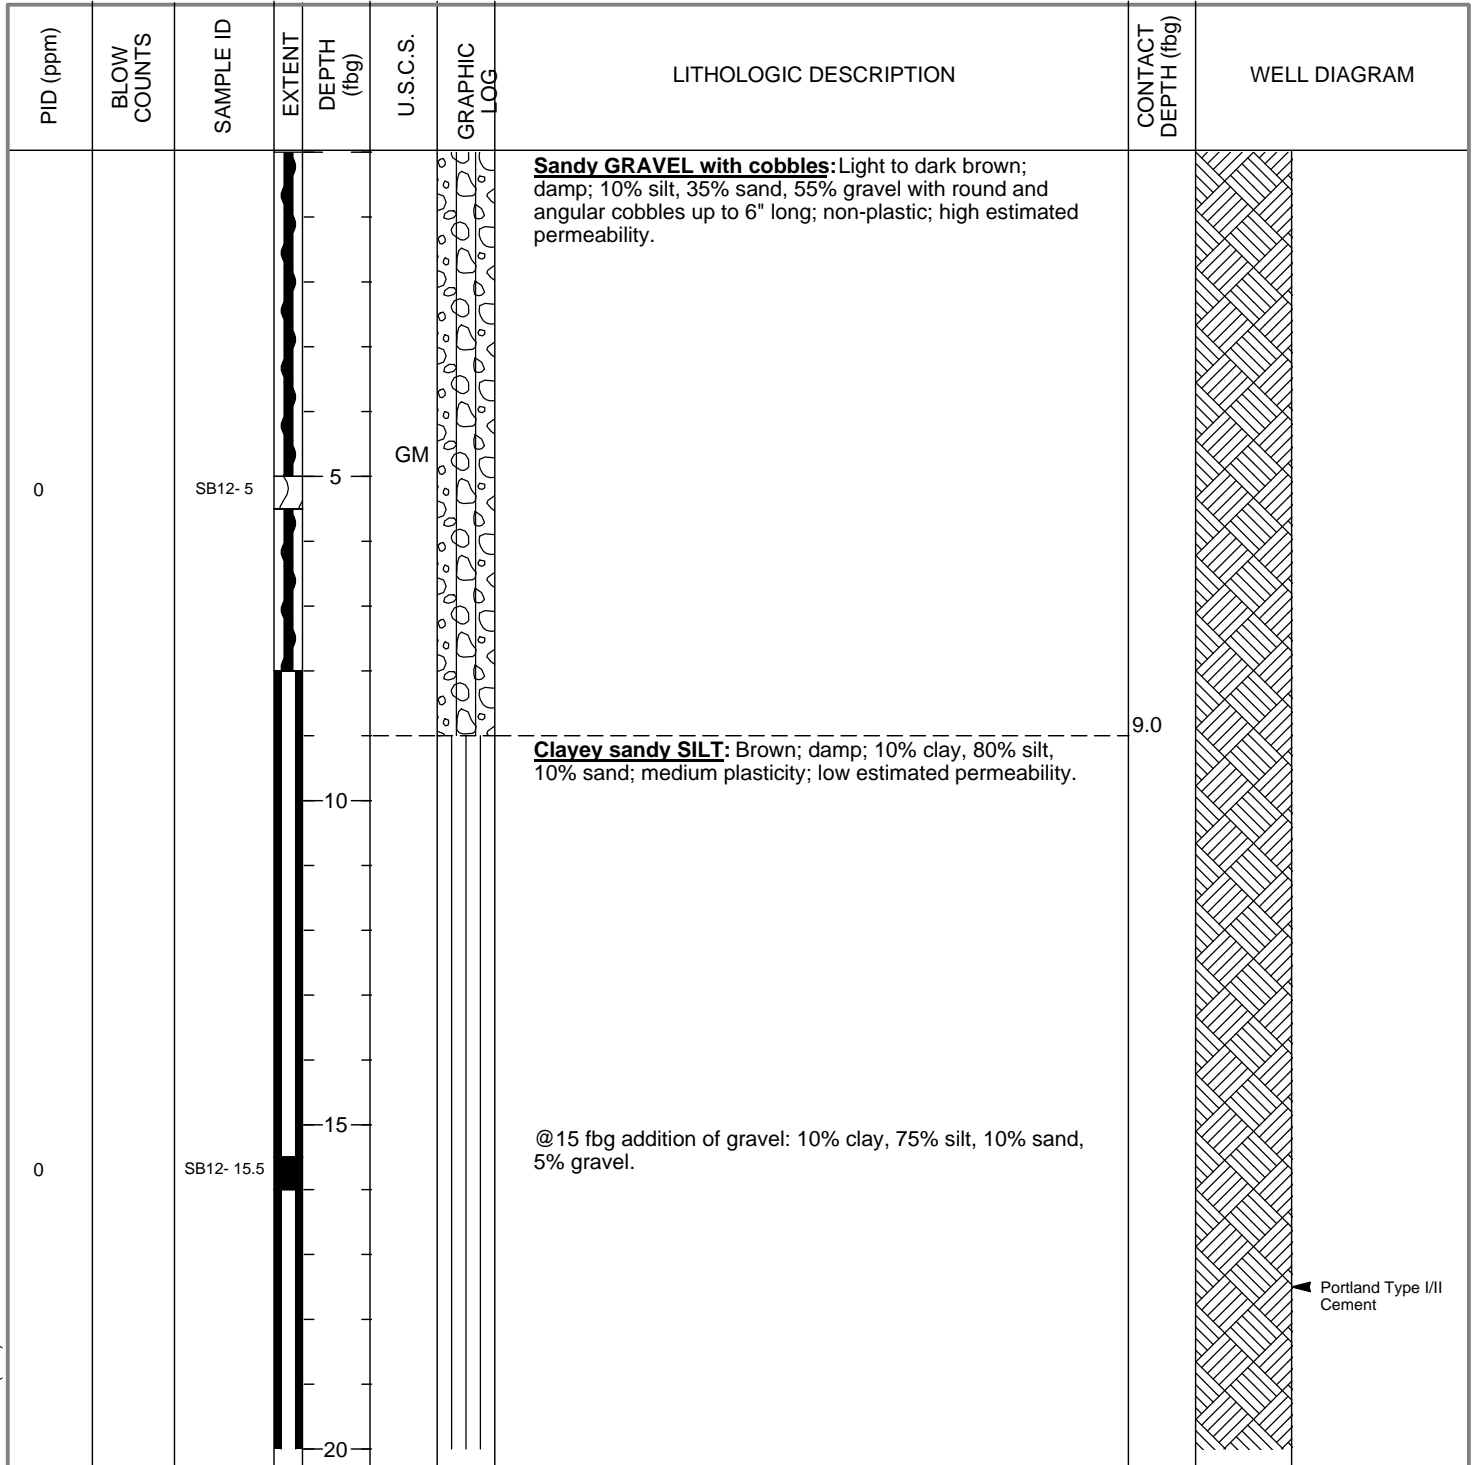 PID (ppm)
BLOW
COUNTS
SAMPLE ID
EXTENT
DEPTH
(fbg)
U.S.C.S.
GRAPHIC
LOG
LITHOLOGIC DESCRIPTION
CONTACT
DEPTH (fbg)
WELL DIAGRAM
Sandy GRAVEL with cobbles: Light to dark brown;
damp; 10% silt, 35% sand, 55% gravel with round and
angular cobbles up to 6" long; non-plastic; high estimated
permeability.
GM
5
0
SB12- 5
9.0
Clayey sandy SILT: Brown; damp; 10% clay, 80% silt,
10% sand; medium plasticity; low estimated permeability.
10
15
@15 fbg addition of gravel: 10% clay, 75% silt, 10% sand,
5% gravel.
0
SB12- 15.5
Portland Type I/II
Cement
20